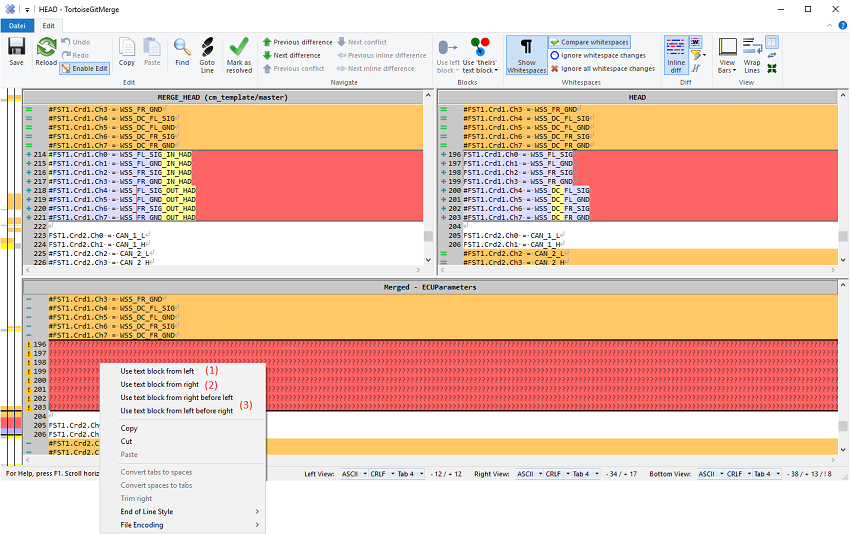 HEAD - TortoiseGitMerge
Datei
Edit
Save
Reload
Undo
Redo
Enable Edit
Copy
Paste
Find
Goto
Line
Mark as
resolved
Previous difference
Next difference
Previous conflict
Next conflict
Previous inline difference
Next inline difference
Use left
block
Use 'theirs'
text block
Show
Whitespaces
Compare whitespaces
Ignore whitespace changes
Ignore all whitespace changes
Inline
diff
View
Bars
Wrap
Lines
Edit
Navigate
Blocks
Whitespaces
Diff
View
MERGE_HEAD (cm_template/master)
#FST1.Crd1.Ch3 = WSS_FR_GND
#FST1.Crd1.Ch4 = WSS_DC_FL_SIG
#FST1.Crd1.Ch5 = WSS_DC_FL_GND
#FST1.Crd1.Ch6 = WSS_DC_FR_SIG
#FST1.Crd1.Ch7 = WSS_DC_FR_GND
214 #FST1.Crd1.Ch0 = WSS_FL_SIG_IN_HAD
215 #FST1.Crd1.Ch1 = WSS_FL_GND_IN_HAD
216 #FST1.Crd1.Ch2 = WSS_FR_SIG_IN_HAD
217 #FST1.Crd1.Ch3 = WSS_FR_GND_IN_HAD
218 #FST1.Crd1.Ch4 = WSS_FL_SIG_OUT_HAD
219 #FST1.Crd1.Ch5 = WSS_FL_GND_OUT_HAD
220 #FST1.Crd1.Ch6 = WSS_FR_SIG_OUT_HAD
221 #FST1.Crd1.Ch7 = WSS_FR_GND_OUT_HAD
222
223 FST1.Crd2.Ch0 = CAN_1_L
224 FST1.Crd2.Ch1 = CAN_1_H
225 FST1.Crd2.Ch2 = CAN_2_L
226 FST1.Crd2.Ch3 = CAN_2_H
HEAD
#FST1.Crd1.Ch3 = WSS_FR_GND
#FST1.Crd1.Ch4 = WSS_DC_FL_SIG
#FST1.Crd1.Ch5 = WSS_DC_FL_GND
#FST1.Crd1.Ch6 = WSS_DC_FR_SIG
#FST1.Crd1.Ch7 = WSS_DC_FR_GND
196 FST1.Crd1.Ch0 = WSS_FL_SIG
197 FST1.Crd1.Ch1 = WSS_FL_GND
198 FST1.Crd1.Ch2 = WSS_FR_SIG
199 FST1.Crd1.Ch3 = WSS_FR_GND
200 #FST1.Crd1.Ch4 = WSS_DC_FL_SIG
201 #FST1.Crd1.Ch5 = WSS_DC_FL_GND
202 #FST1.Crd1.Ch6 = WSS_DC_FR_SIG
203 #FST1.Crd1.Ch7 = WSS_DC_FR_GND
204
205 FST1.Crd2.Ch0 = CAN_1_L
206 FST1.Crd2.Ch1 = CAN_1_H
#FST1.Crd2.Ch2 = CAN_2_L
#FST1.Crd2.Ch3 = CAN_2_H
Merged - ECUParameters
#FST1.Crd1.Ch3 = WSS_FR_GND
#FST1.Crd1.Ch4 = WSS_DC_FL_SIG
#FST1.Crd1.Ch5 = WSS_DC_FL_GND
#FST1.Crd1.Ch6 = WSS_DC_FR_SIG
#FST1.Crd1.Ch7 = WSS_DC_FR_GND
196
197
198
199
200
201
202
203
204
205 FST1.Crd2.Ch
206 FST1.Crd2.Ch
#FST1.Crd2.C
#FST1.Crd2.C
Use text block from left (1)
Use text block from right (2)
Use text block from right before left
Use text block from left before right (3)
Copy
Cut
Paste
Convert tabs to spaces
Convert spaces to tabs
Trim right
End of Line Style
File Encoding
For Help, press F1. Scroll horiz
Left View: ASCII CRLF Tab 4 - 12 / + 12 Right View: ASCII CRLF Tab 4 - 34 / + 17 Bottom View: ASCII CRLF Tab 4 - 38 / + 13 / ! 8